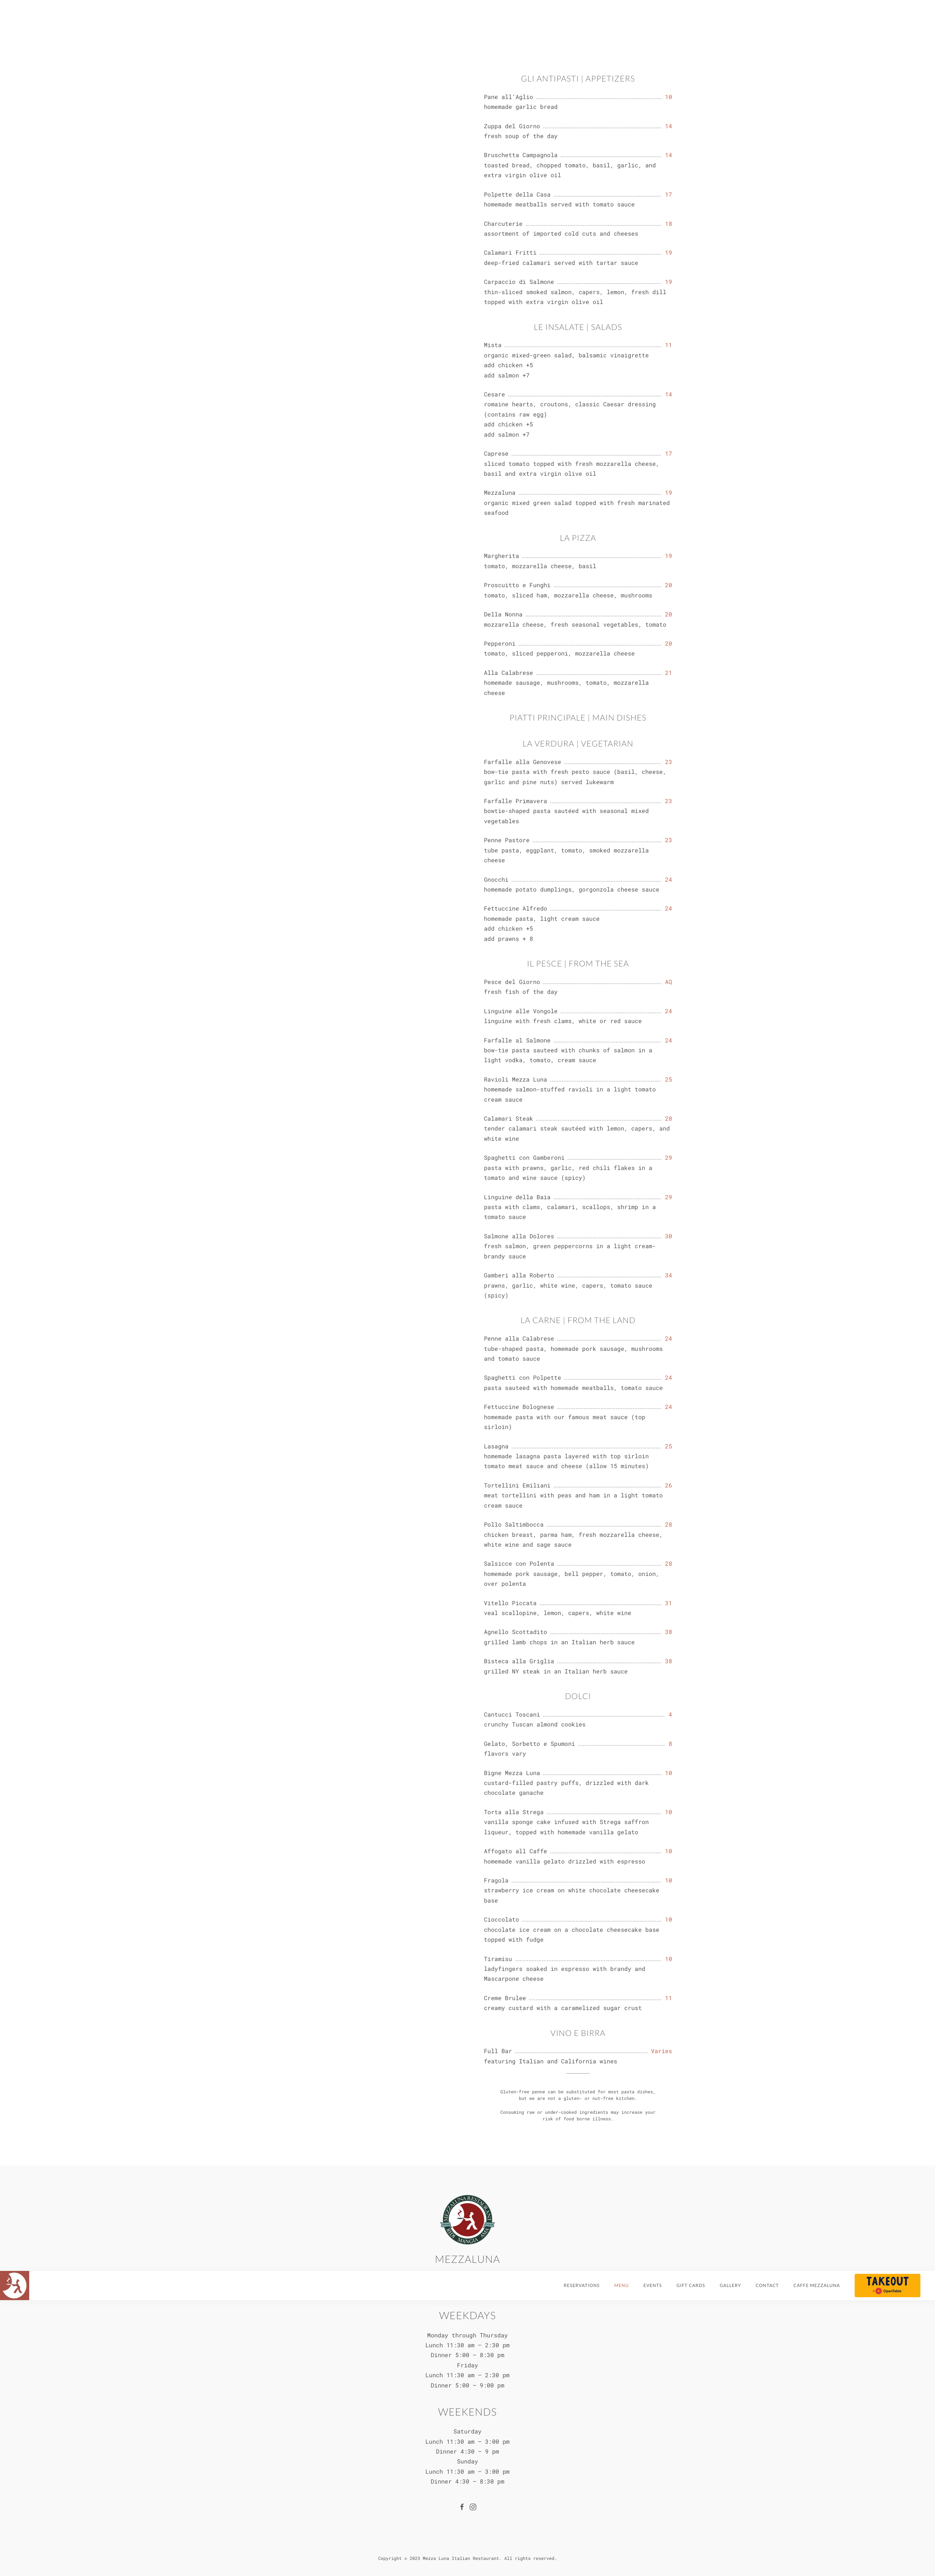 GLI ANTIPASTI | APPETIZERS
Pane all'Aglio 10
homemade garlic bread
Zuppa del Giorno 14
fresh soup of the day
Bruschetta Campagnola 14
toasted bread, chopped tomato, basil, garlic, and
extra virgin olive oil
Polpette della Casa 17
homemade meatballs served with tomato sauce
Charcuterie 18
assortment of imported cold cuts and cheeses
Calamari Fritti 19
deep-fried calamari served with tartar sauce
Carpaccio di Salmone 19
thin-sliced smoked salmon, capers, lemon, fresh dill
topped with extra virgin olive oil
LE INSALATE | SALADS
Mista 11
organic mixed-green salad, balsamic vinaigrette
add chicken +5
add salmon +7
Cesare 14
romaine hearts, croutons, classic Caesar dressing
(contains raw egg)
add chicken +5
add salmon +7
Caprese 17
sliced tomato topped with fresh mozzarella cheese,
basil and extra virgin olive oil
Mezzaluna 19
organic mixed green salad topped with fresh marinated
seafood
LA PIZZA
Margherita 19
tomato, mozzarella cheese, basil
Proscuitto e Funghi 20
tomato, sliced ham, mozzarella cheese, mushrooms
Della Nonna 20
mozzarella cheese, fresh seasonal vegetables, tomato
Pepperoni 20
tomato, sliced pepperoni, mozzarella cheese
Alla Calabrese 21
homemade sausage, mushrooms, tomato, mozzarella
cheese
PIATTI PRINCIPALE | MAIN DISHES
LA VERDURA | VEGETARIAN
Farfalle alla Genovese 23
bow-tie pasta with fresh pesto sauce (basil, cheese,
garlic and pine nuts) served lukewarm
Farfalle Primavera 23
bowtie-shaped pasta sautéed with seasonal mixed
vegetables
Penne Pastore 23
tube pasta, eggplant, tomato, smoked mozzarella
cheese
Gnocchi 24
homemade potato dumplings, gorgonzola cheese sauce
Fettuccine Alfredo 24
homemade pasta, light cream sauce
add chicken +5
add prawns + 8
IL PESCE | FROM THE SEA
Pesce del Giorno AQ
fresh fish of the day
Linguine alle Vongole 24
linguine with fresh clams, white or red sauce
Farfalle al Salmone 24
bow-tie pasta sauteed with chunks of salmon in a
light vodka, tomato, cream sauce
Ravioli Mezza Luna 25
homemade salmon-stuffed ravioli in a light tomato
cream sauce
Calamari Steak 28
tender calamari steak sautéed with lemon, capers, and
white wine
Spaghetti con Gamberoni 29
pasta with prawns, garlic, red chili flakes in a
tomato and wine sauce (spicy)
Linguine della Baia 29
pasta with clams, calamari, scallops, shrimp in a
tomato sauce
Salmone alla Dolores 30
fresh salmon, green peppercorns in a light cream-
brandy sauce
Gamberi alla Roberto 34
prawns, garlic, white wine, capers, tomato sauce
(spicy)
LA CARNE | FROM THE LAND
Penne alla Calabrese 24
tube-shaped pasta, homemade pork sausage, mushrooms
and tomato sauce
Spaghetti con Polpette 24
pasta sauteed with homemade meatballs, tomato sauce
Fettuccine Bolognese 24
homemade pasta with our famous meat sauce (top
sirloin)
Lasagna 25
homemade lasagna pasta layered with top sirloin
tomato meat sauce and cheese (allow 15 minutes)
Tortellini Emiliani 26
meat tortellini with peas and ham in a light tomato
cream sauce
Pollo Saltimbocca 28
chicken breast, parma ham, fresh mozzarella cheese,
white wine and sage sauce
Salsicce con Polenta 28
homemade pork sausage, bell pepper, tomato, onion,
over polenta
Vitello Piccata 31
veal scallopine, lemon, capers, white wine
Agnello Scottadito 38
grilled lamb chops in an Italian herb sauce
Bisteca alla Griglia 38
grilled NY steak in an Italian herb sauce
DOLCI
Cantucci Toscani 4
crunchy Tuscan almond cookies
Gelato, Sorbetto e Spumoni 8
flavors vary
Bigne Mezza Luna 10
custard-filled pastry puffs, drizzled with dark
chocolate ganache
Torta alla Strega 10
vanilla sponge cake infused with Strega saffron
liqueur, topped with homemade vanilla gelato
Affogato all Caffe 10
homemade vanilla gelato drizzled with espresso
Fragola 10
strawberry ice cream on white chocolate cheesecake
base
Cioccolato 10
chocolate ice cream on a chocolate cheesecake base
topped with fudge
Tiramisu 10
ladyfingers soaked in espresso with brandy and
Mascarpone cheese
Creme Brulee 11
creamy custard with a caramelized sugar crust
VINO E BIRRA
Full Bar Varies
featuring Italian and California wines
Gluten-free penne can be substituted for most pasta dishes,
but we are not a gluten- or nut-free kitchen.
Consuming raw or under-cooked ingredients may increase your
risk of food borne illness.
MEZZALUNA
RESERVATIONS MENU EVENTS GIFT CARDS GALLERY CONTACT CAFFE MEZZALUNA
TAKEOUT
OpenTable
WEEKDAYS
Monday through Thursday
Lunch 11:30 am – 2:30 pm
Dinner 5:00 – 8:30 pm
Friday
Lunch 11:30 am – 2:30 pm
Dinner 5:00 – 9:00 pm
WEEKENDS
Saturday
Lunch 11:30 am – 3:00 pm
Dinner 4:30 – 9 pm
Sunday
Lunch 11:30 am – 3:00 pm
Dinner 4:30 – 8:30 pm
Copyright © 2023 Mezza Luna Italian Restaurant. All rights reserved.